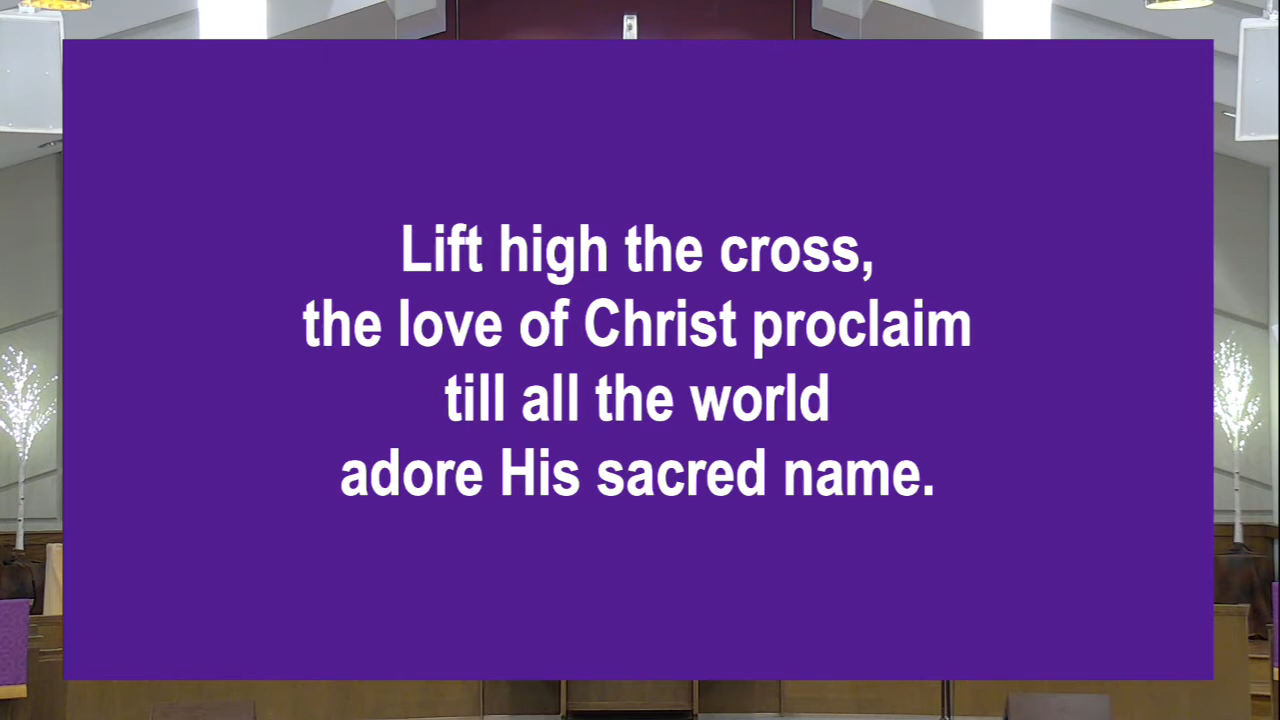 Lift high the cross,
the love of Christ proclaim
till all the world
adore His sacred name.